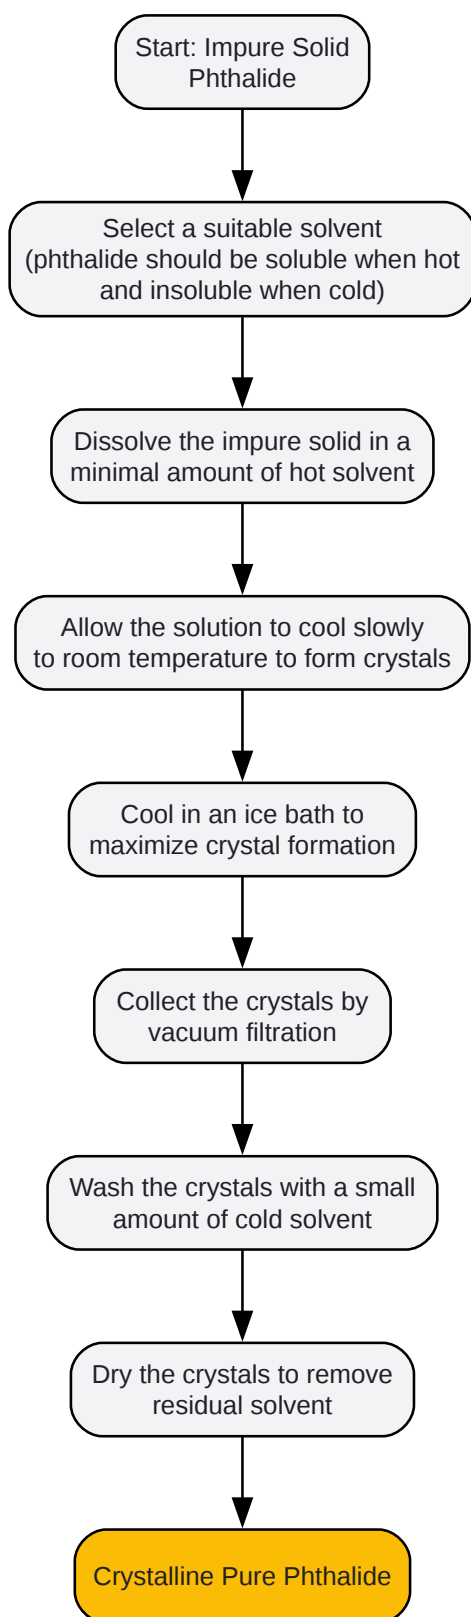 Start: Impure Solid
Phthalide
Select a suitable solvent
(phthalide should be soluble when hot
and insoluble when cold)
Dissolve the impure solid in a
minimal amount of hot solvent
Allow the solution to cool slowly
to room temperature to form crystals
Cool in an ice bath to
maximize crystal formation
Collect the crystals by
vacuum filtration
Wash the crystals with a small
amount of cold solvent
Dry the crystals to remove
residual solvent
Crystalline Pure Phthalide